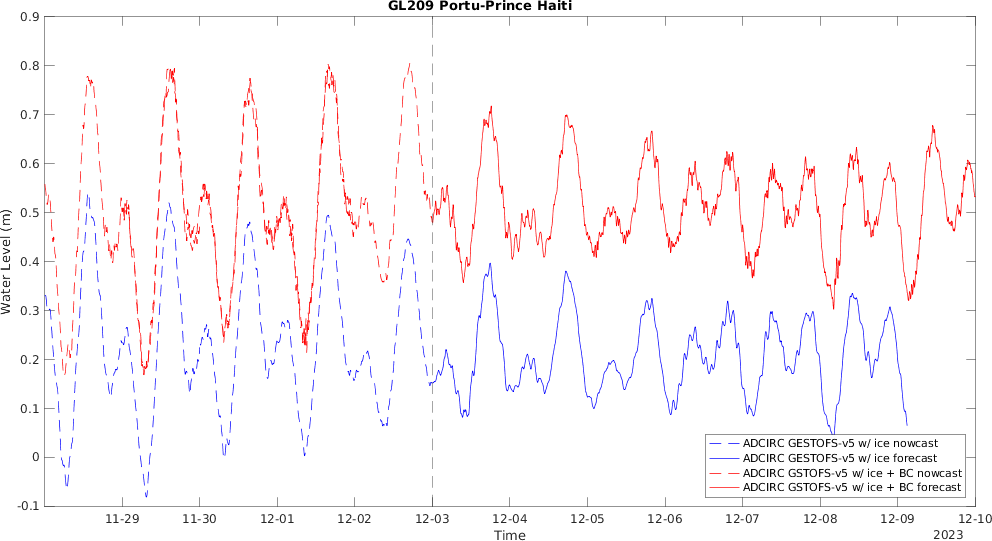 GL209 Portu-Prince Haiti
0.9
0.8
0.7
0.6
0.5
0.4
0.3
0.2
0.1
0
-0.1
Water Level (m)
11-29 11-30 12-01 12-02 12-03 12-04 12-05 12-06 12-07 12-08 12-09 12-10
Time
2023
ADCIRC GESTOFS-v5 w/ ice nowcast
ADCIRC GESTOFS-v5 w/ ice forecast
ADCIRC GSTOFS-v5 w/ ice + BC nowcast
ADCIRC GSTOFS-v5 w/ ice + BC forecast